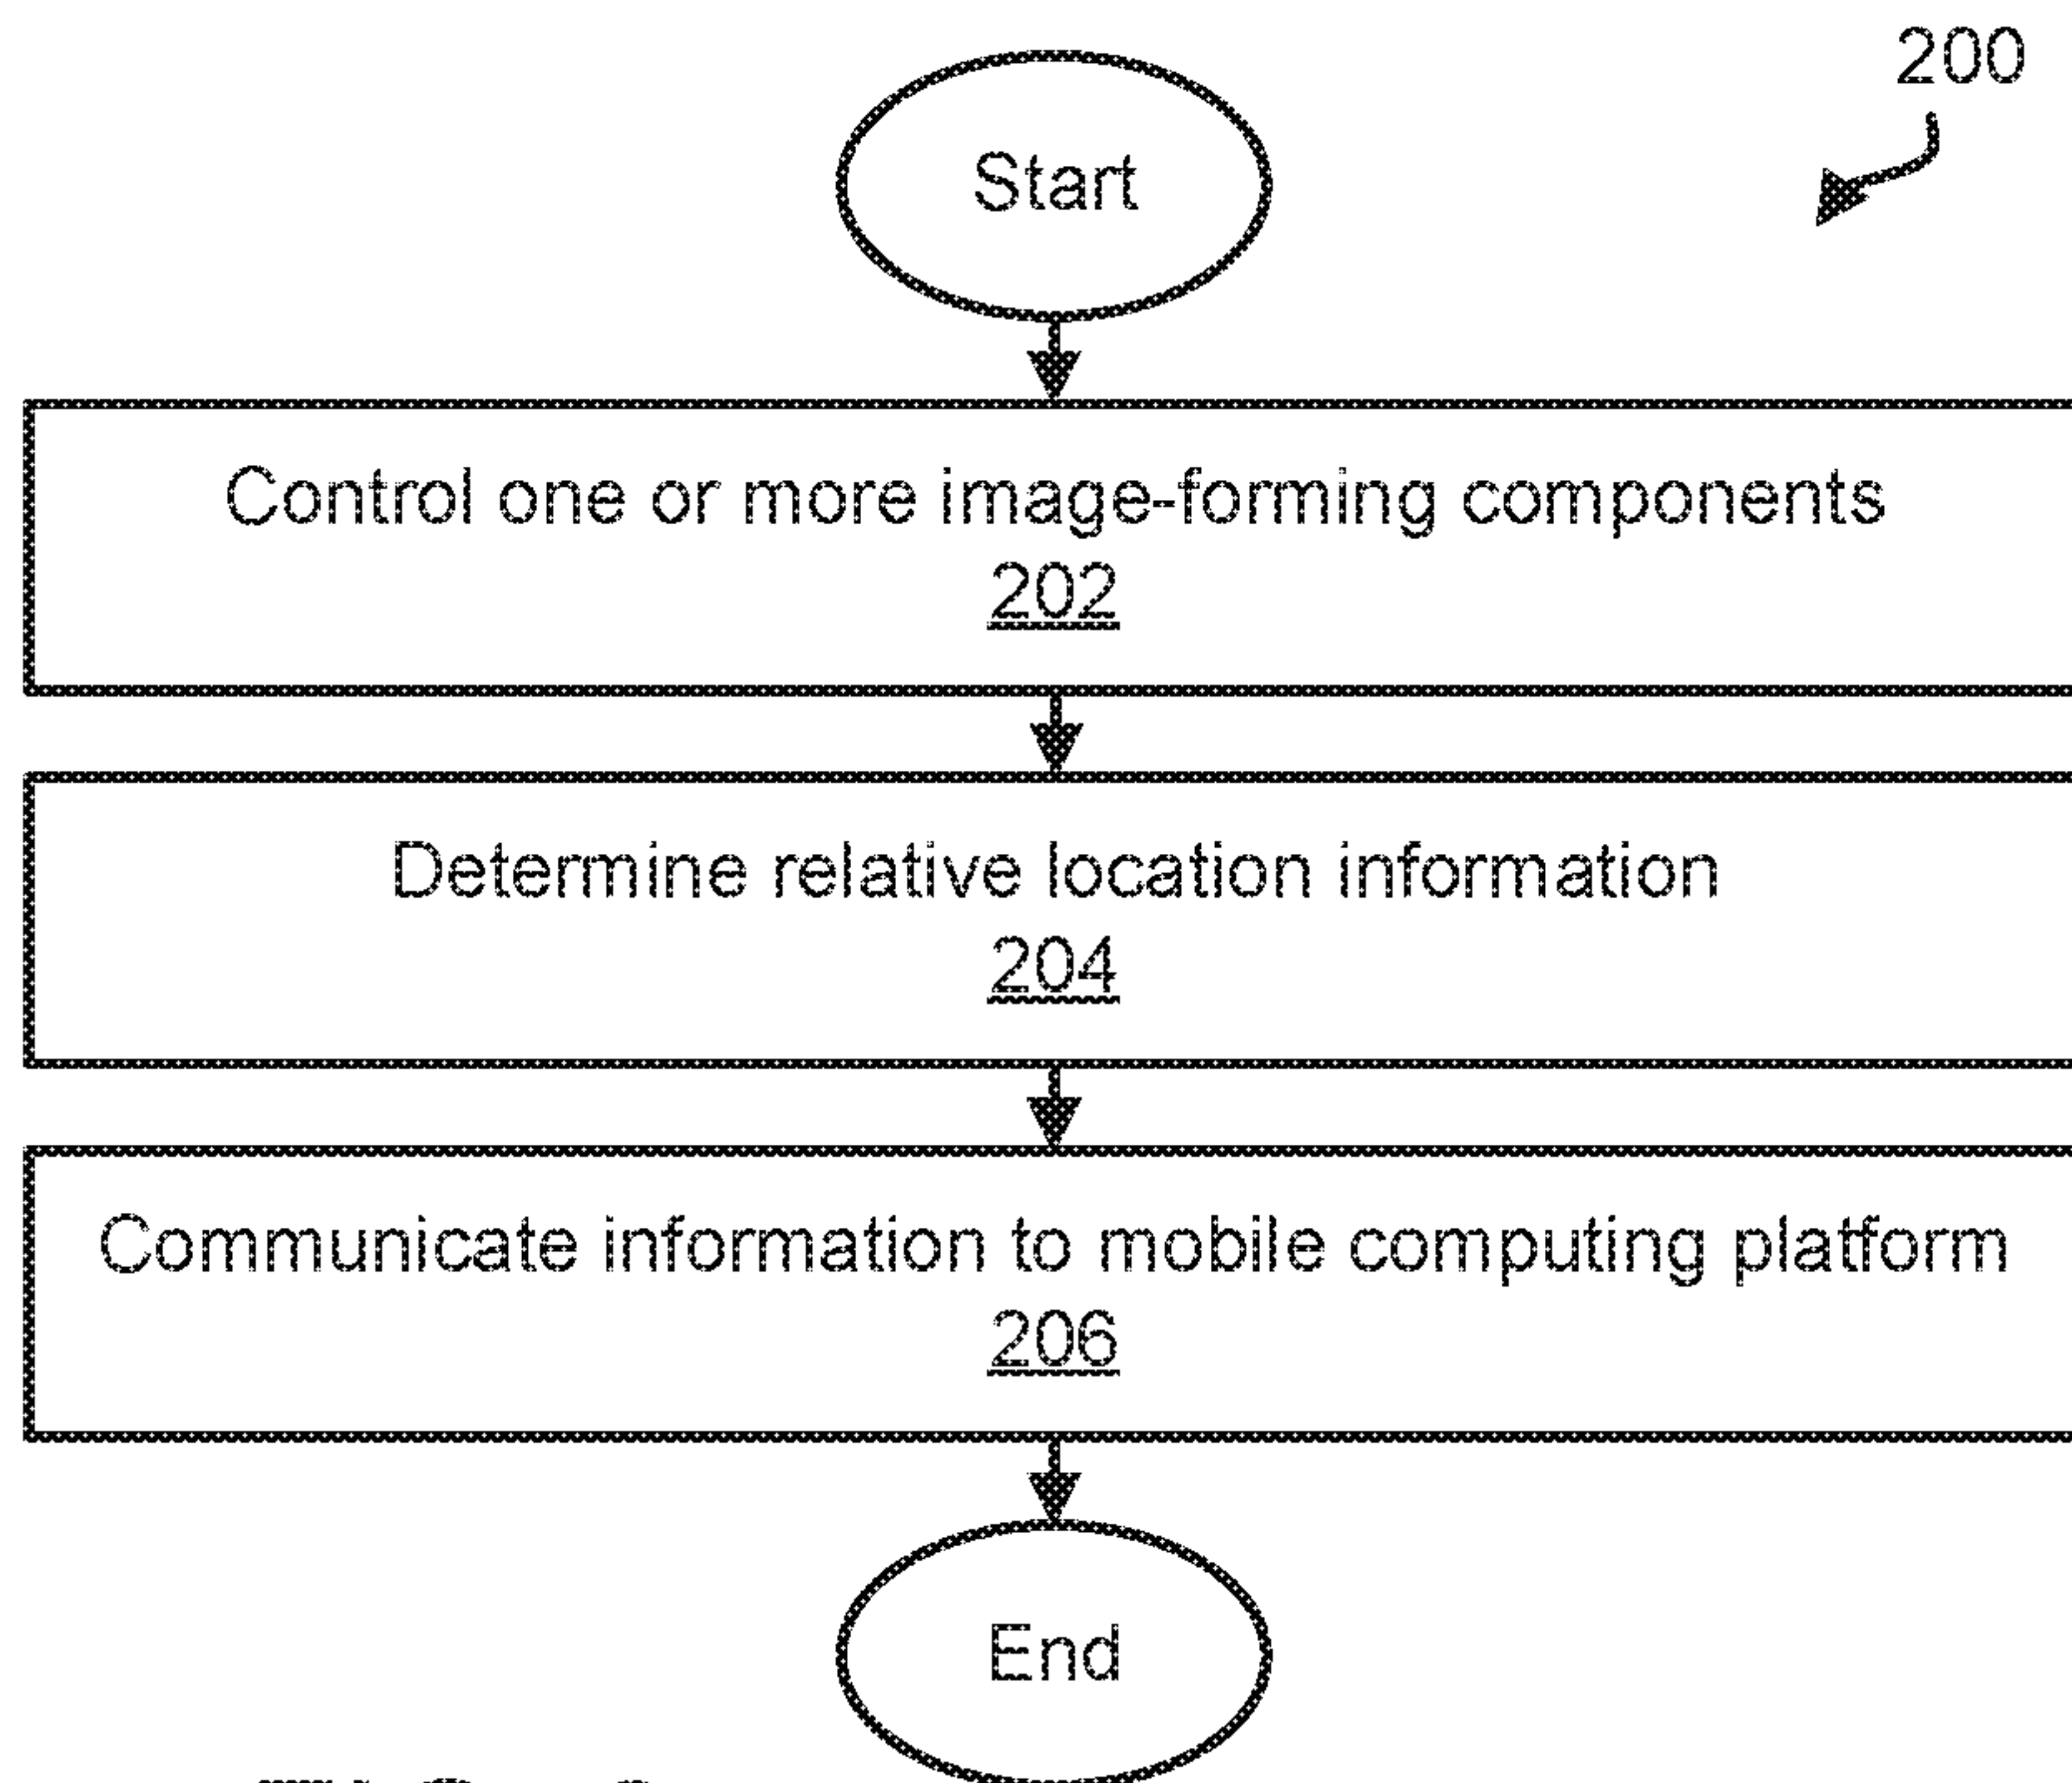 200
Start
Control one or more image-forming components
202
Determine relative location information
204
Communicate information to mobile computing platform
206
End